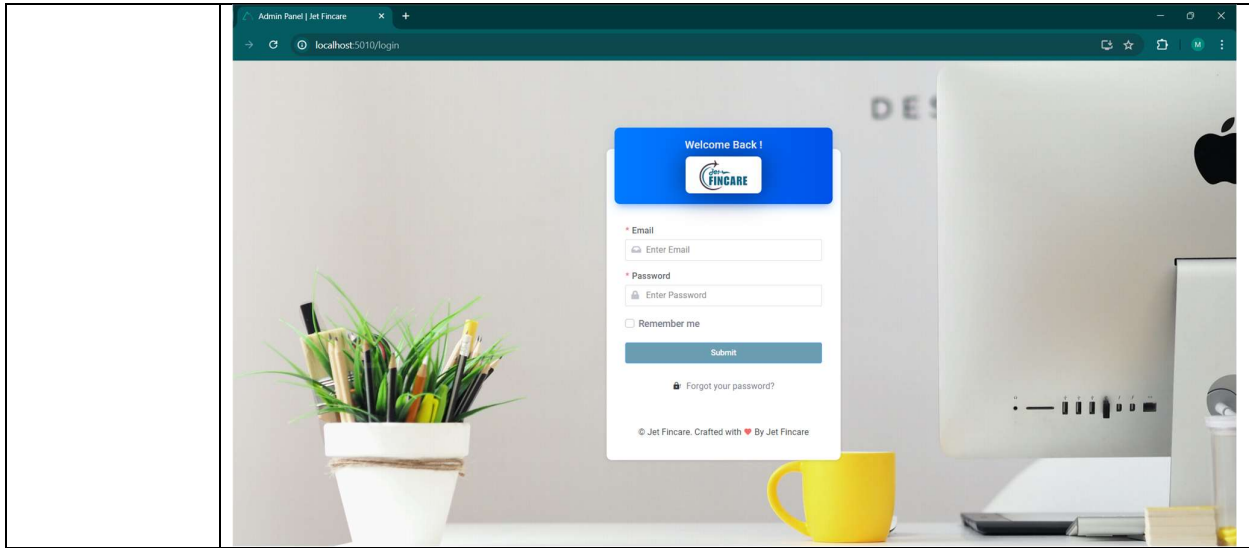 Admin Panel | Jet Fincare
localhost:5010/login
M
DES
Welcome Back !
Jet
FINCARE
* Email
Enter Email
* Password
Enter Password
Remember me
Submit
Forgot your password?
© Jet Fincare. Crafted with ❤ By Jet Fincare